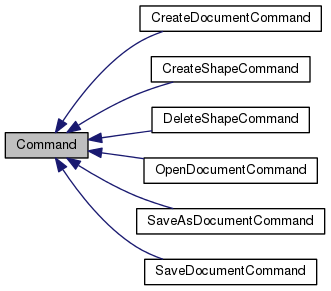 CreateDocumentCommand
CreateShapeCommand
DeleteShapeCommand
Command
OpenDocumentCommand
SaveAsDocumentCommand
SaveDocumentCommand